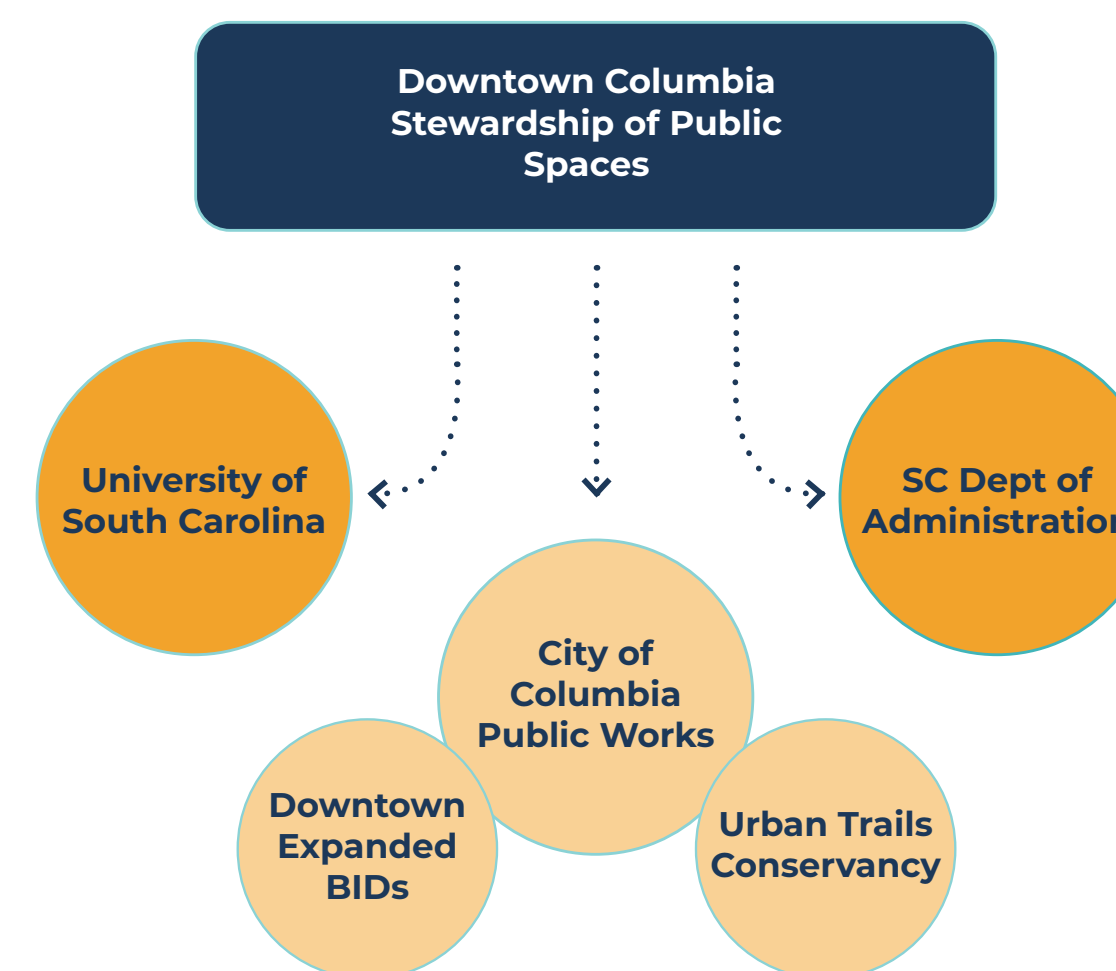 Downtown Columbia
Stewardship of Public
Spaces
University of
South Carolina
SC Dept of
Administration
City of
Columbia
Public Works
Downtown
Expanded
BIDs
Urban Trails
Conservancy